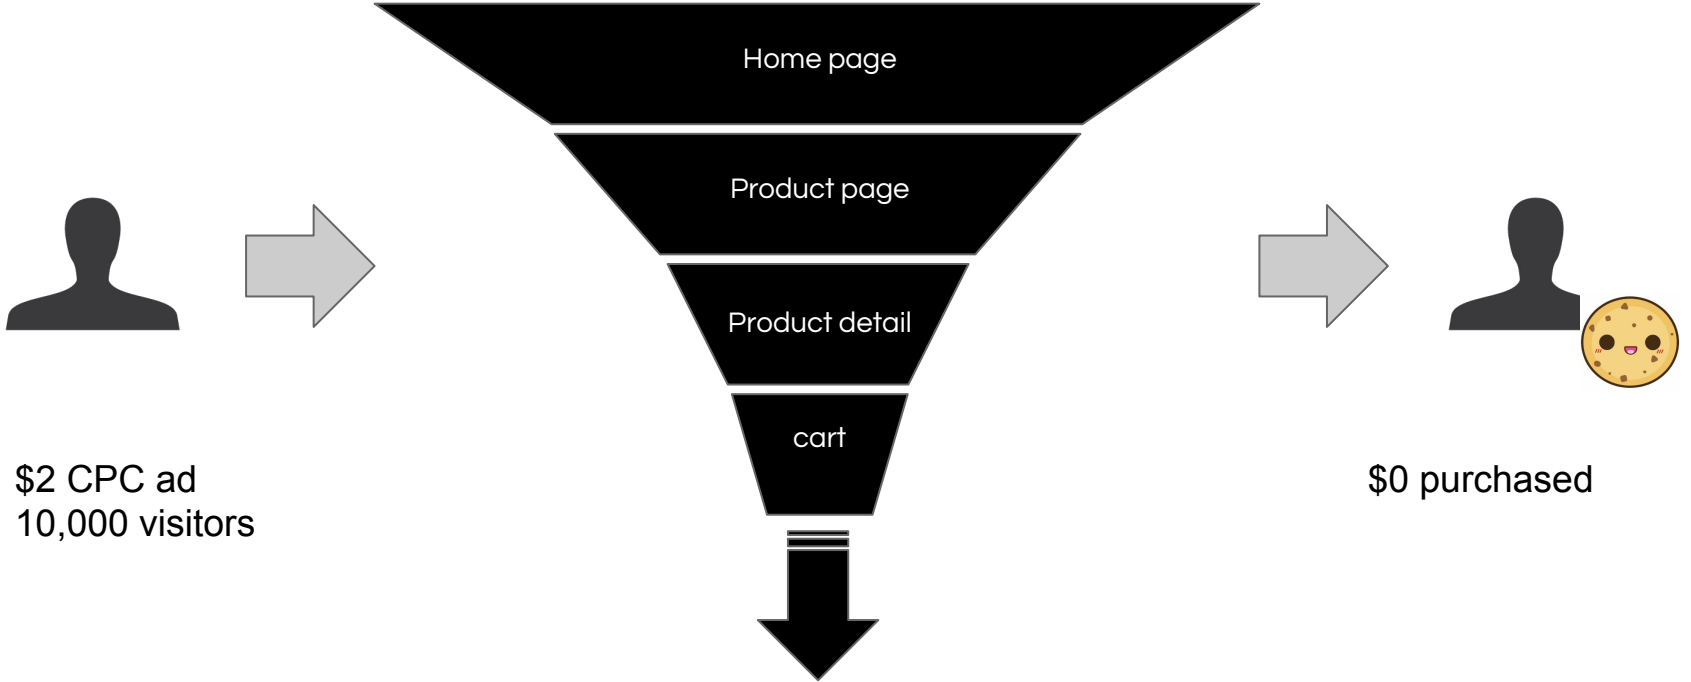 Home page
Product page
Product detail
cart
$2 CPC ad
10,000 visitors
$0 purchased